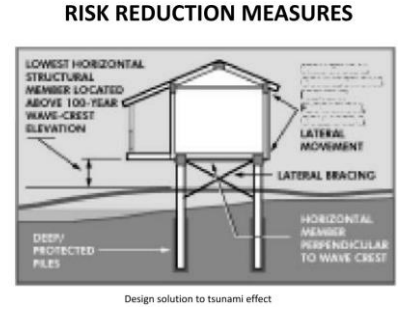 RISK REDUCTION MEASURES
LOWEST HORIZONTAL
STRUCTURAL
MEMBER LOCATED
ABOVE 100-YEAR
WAVE-CREST
ELEVATION
LATERAL
MOVEMENT
LATERAL BRACING
HORIZONTAL
MEMBER
PERPENDICULAR
TO WAVE CREST
DEEP/
PROTECTED
PILES
Design solution to tsunami effect